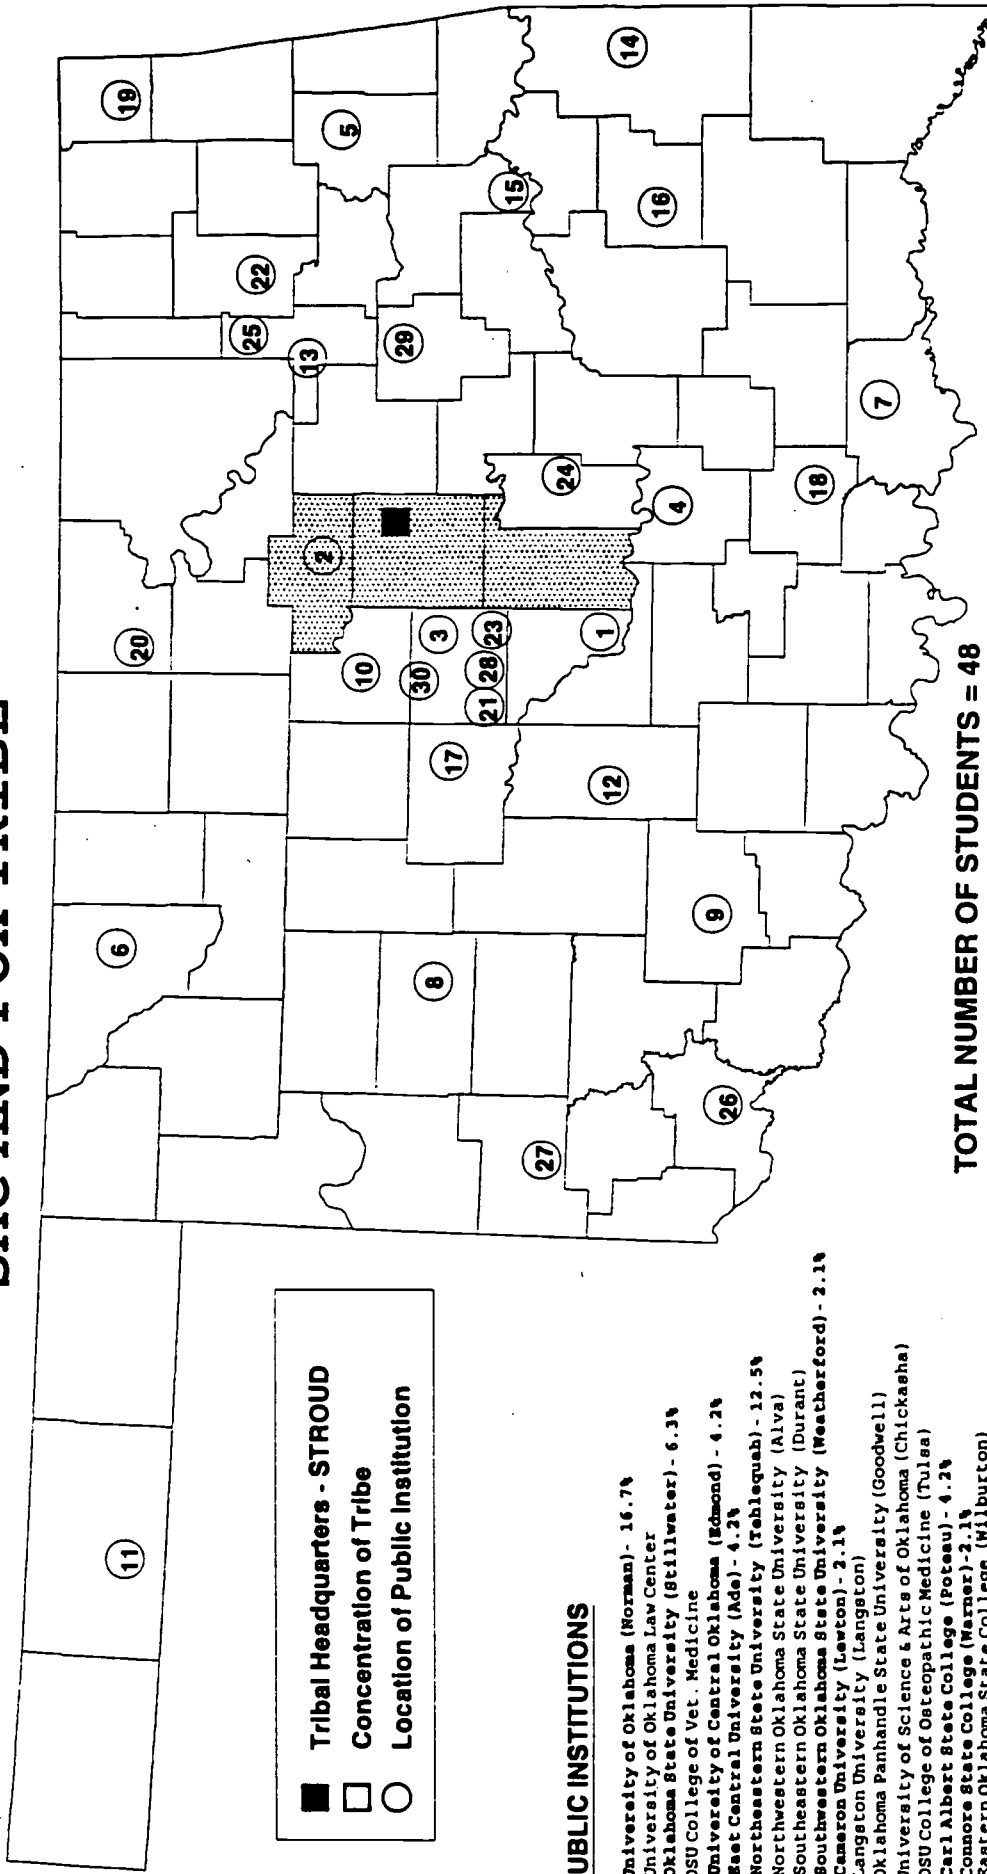 Tribal Headquarters - STROUD
Concentration of Tribe
Location of Public Institution
19
5
14
15
16
22
25
13
29
7
24
4
18
2
20
10
3
30
23
28
21
1
17
12
6
8
9
27
26
11
TOTAL NUMBER OF STUDENTS = 48
UBLIC INSTITUTIONS
University of Oklahoma (Norman) - 16.7%
University of Oklahoma Law Center
Oklahoma State University (Stillwater) - 6.3%
OSU College of Vet. Medicine
University of Central Oklahoma (Edmond) - 4.2%
East Central University (Ada) - 4.2%
Northeastern State University (Tahlequah) - 12.5%
Northwestern Oklahoma State University (Alva)
Southeastern Oklahoma State University (Durant)
Southwestern Oklahoma State University (Weatherford) - 2.1%
Cameron University (Lawton) - 2.1%
Langston University (Langston)
Oklahoma Panhandle State University (Goodwell)
University of Science & Arts of Oklahoma (Chickasha)
OSU College of Osteopathic Medicine (Tulsa)
Carl Albert State College (Poteau) - 4.2%
Connors State College (Warner) - 2.1%
Eastern Oklahoma State College (Wilburton)